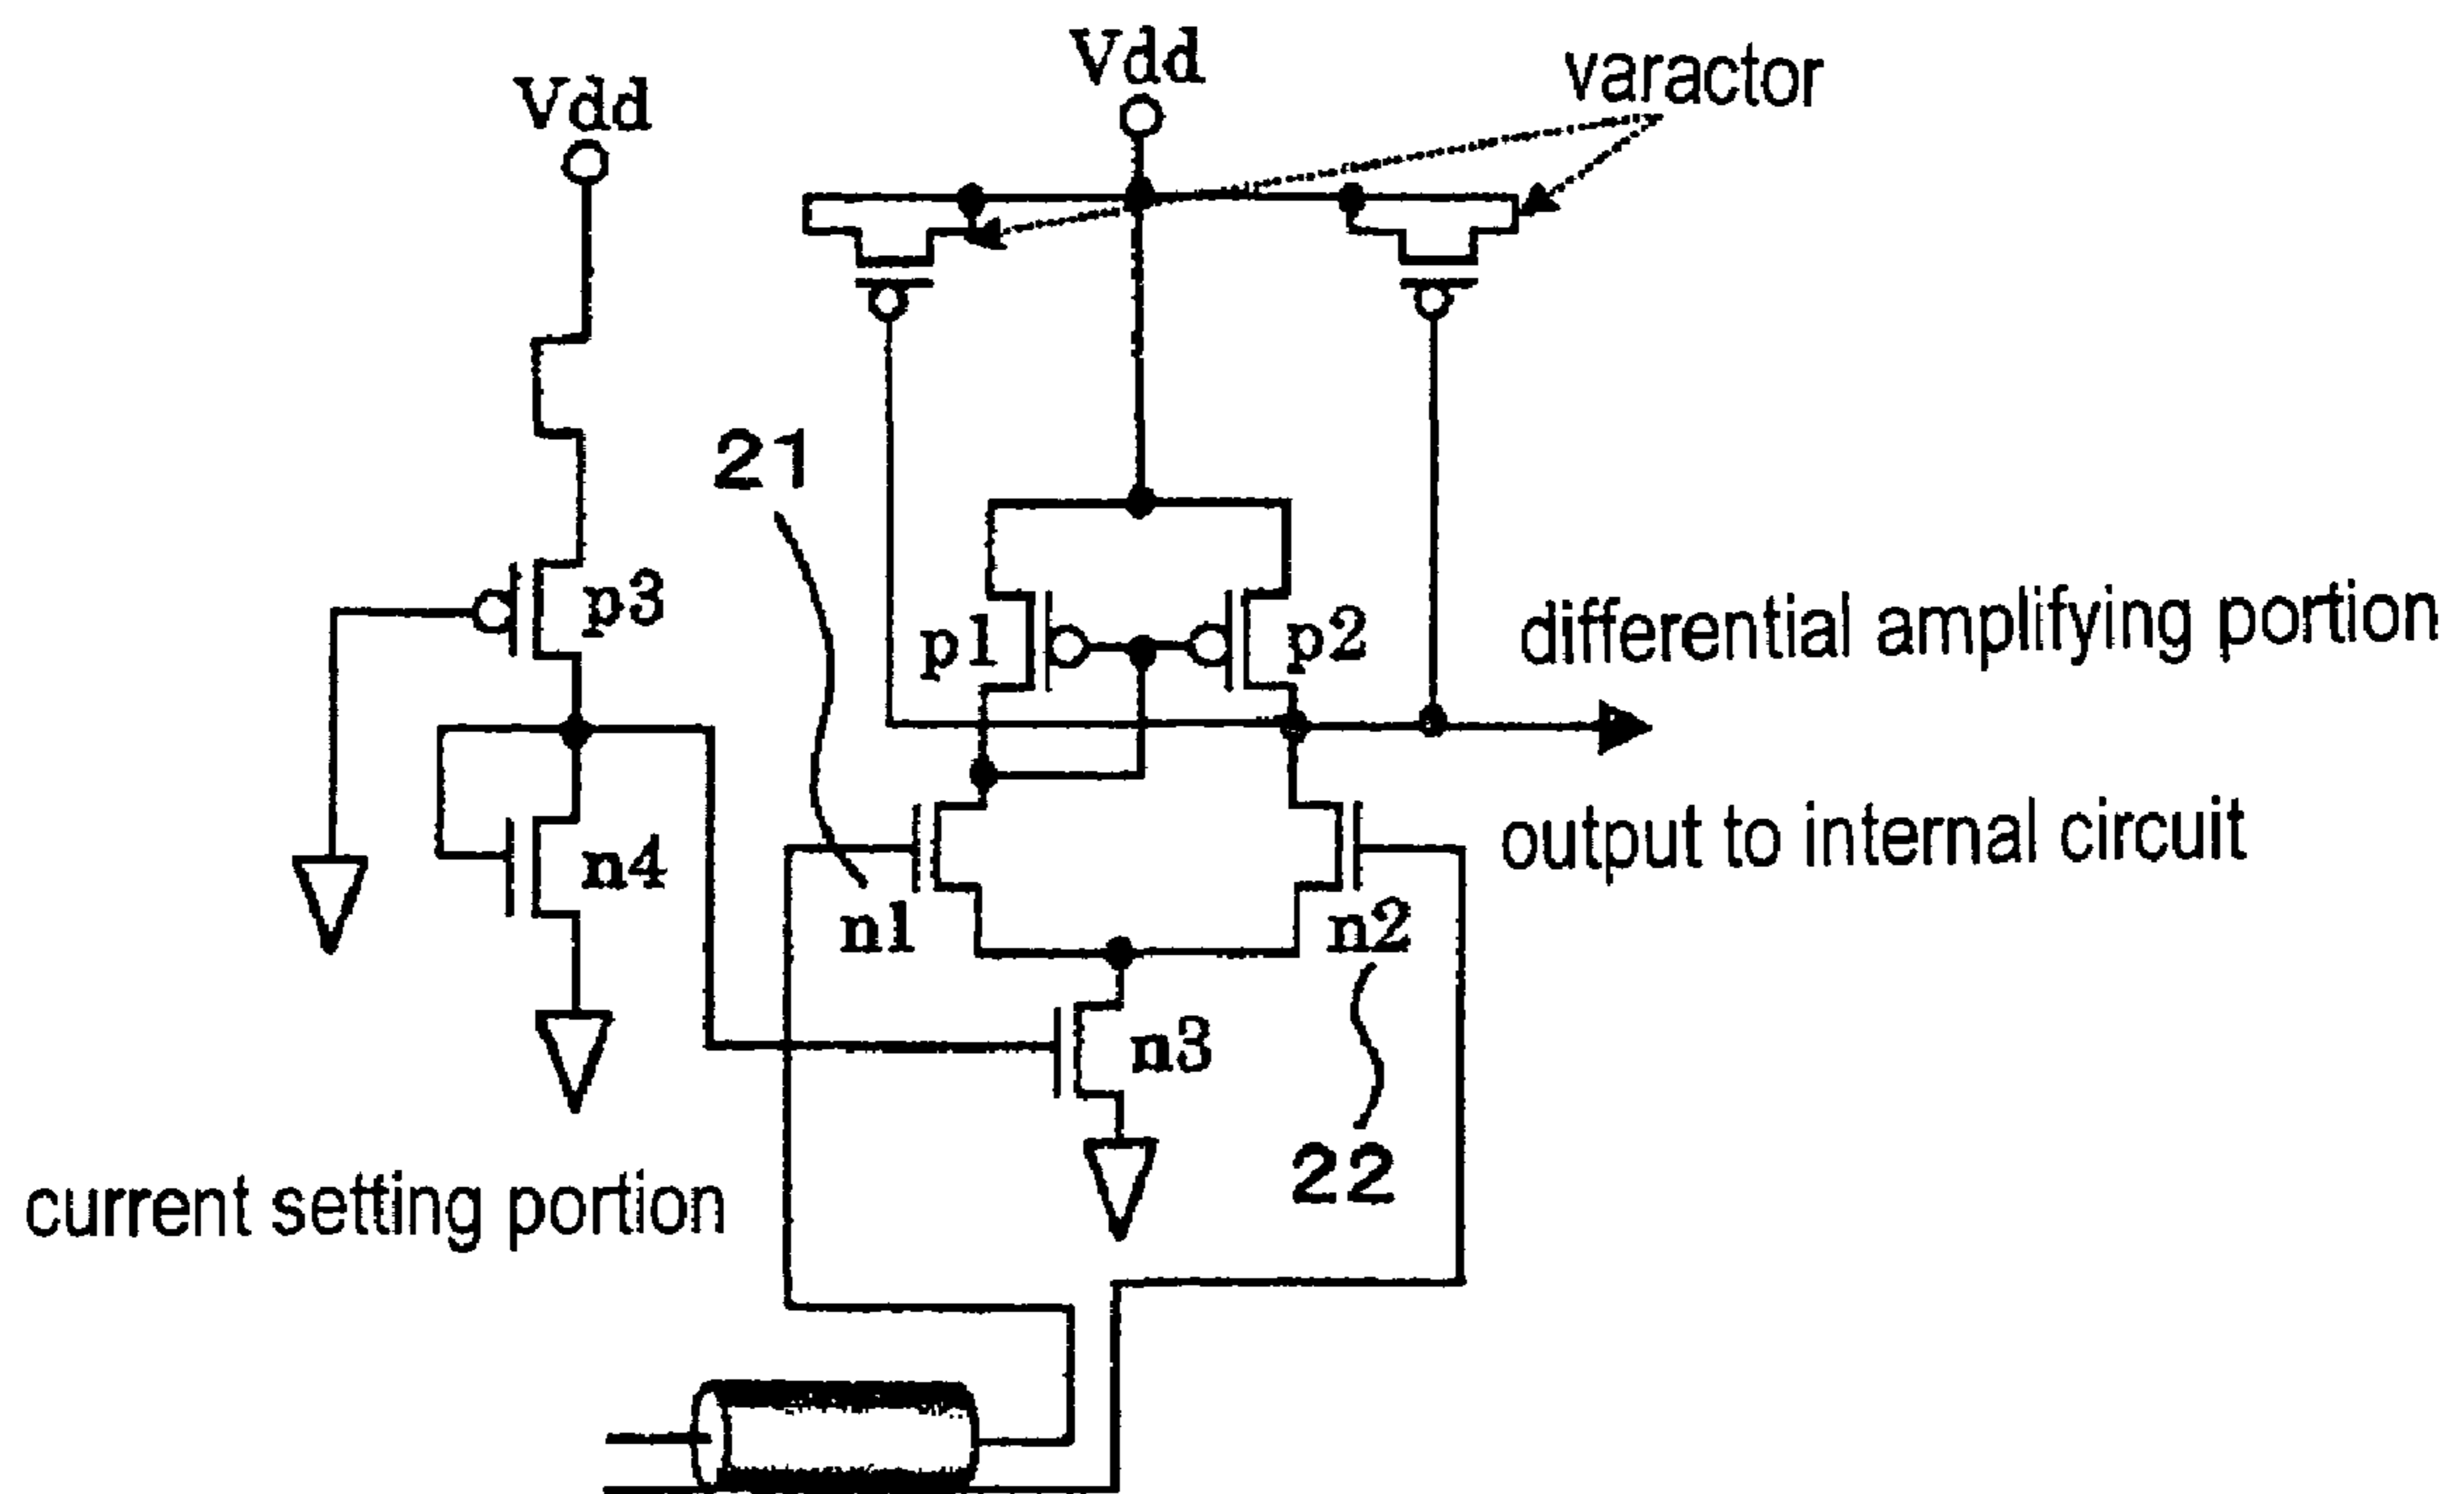 Vdd
Vdd
varactor
21
p3
p1
p2
differential amplifying portion
n4
n1
n2
output to internal circuit
n3
22
current setting portion